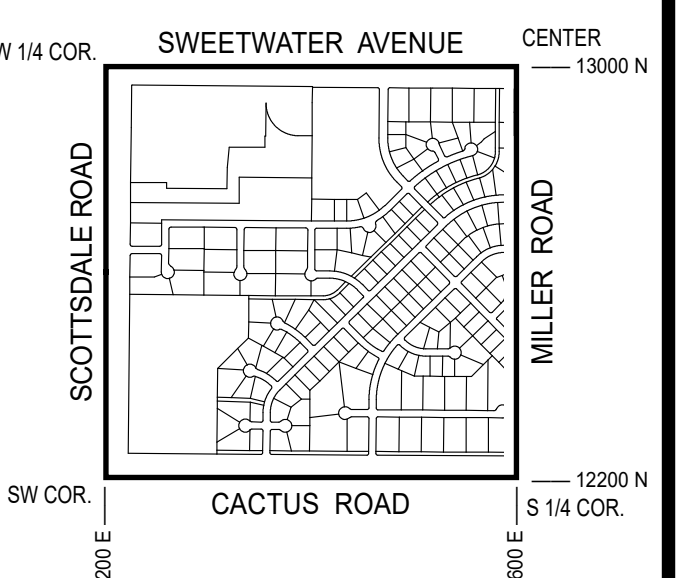 W 1/4 COR.
SWEETWATER AVENUE
CENTER
13000 N
SCOTTSDALE ROAD
MILLER ROAD
12200 N
SW COR.
CACTUS ROAD
S 1/4 COR.
200 E
600 E